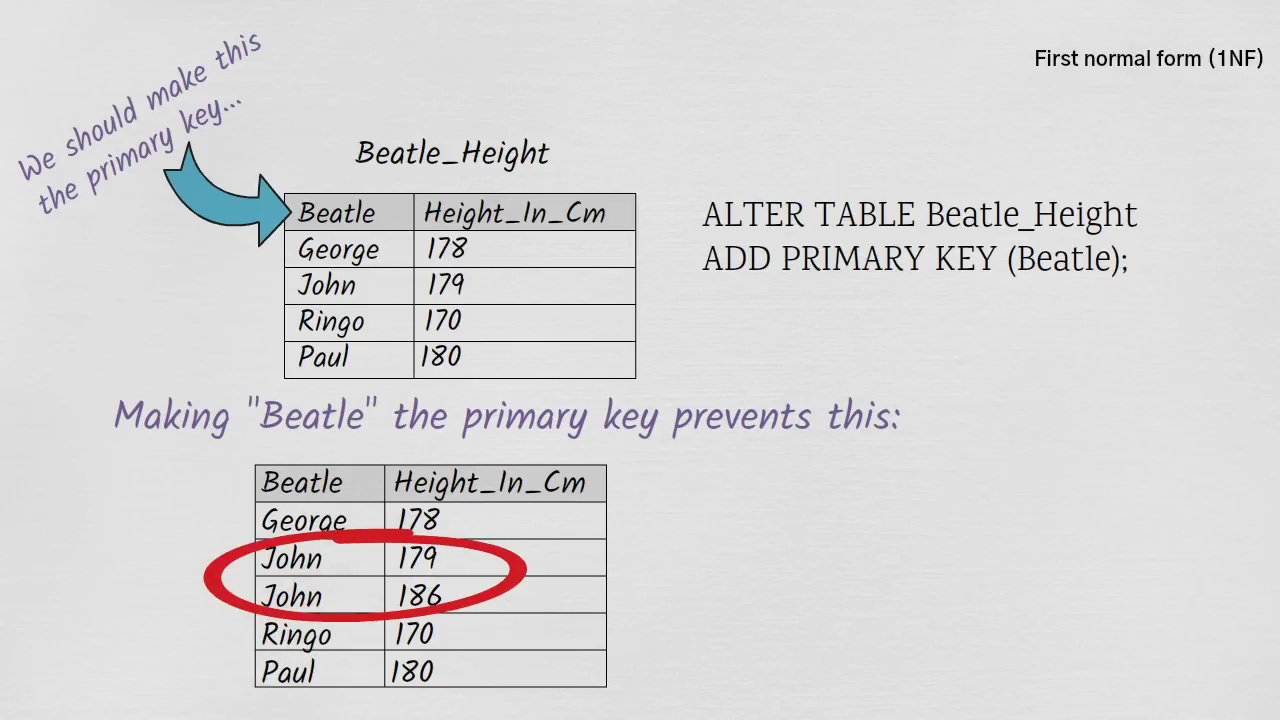 First normal form (1NF)
We should make this
the primary key...
Beatle_Height
Beatle Height_In_Cm
George 178
John 179
Ringo 170
Paul 180
ALTER TABLE Beatle_Height
ADD PRIMARY KEY (Beatle);
Making "Beatle" the primary key prevents this:
Beatle Height_In_Cm
George 178
John 179
John 186
Ringo 170
Paul 180